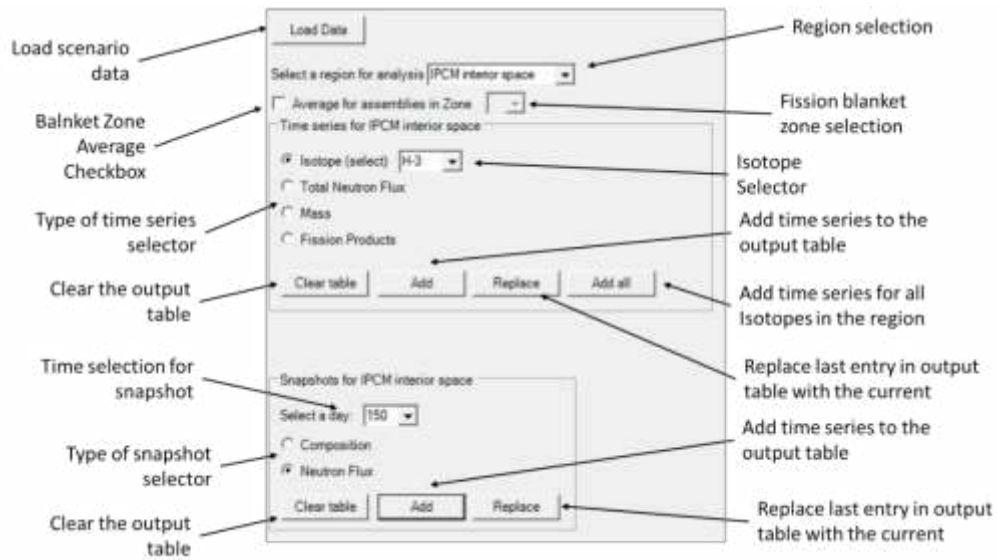 Load scenario
data
Balnket Zone
Average
Checkbox
Type of time series
selector
Clear the output
table
Time selection for
snapshot
Type of snapshot
selector
Clear the output
table
Load Data
Select a region for analysis IPCM interior space
Average for assemblies in Zone
Time series for IPCM interior space
Isotope (select) H-3
Total Neutron Flux
Mass
Fission Products
Clear table Add Replace Add all
Snapshots for IPCM interior space
Select a day: 150
Composition
Neutron Flux
Clear table Add Replace
Region selection
Fission blanket
zone selection
Isotope
Selector
Add time series to the
output table
Add time series for all
Isotopes in the region
Replace last entry in output
table with the current
Add time series to the
output table
Replace last entry in output
table with the current